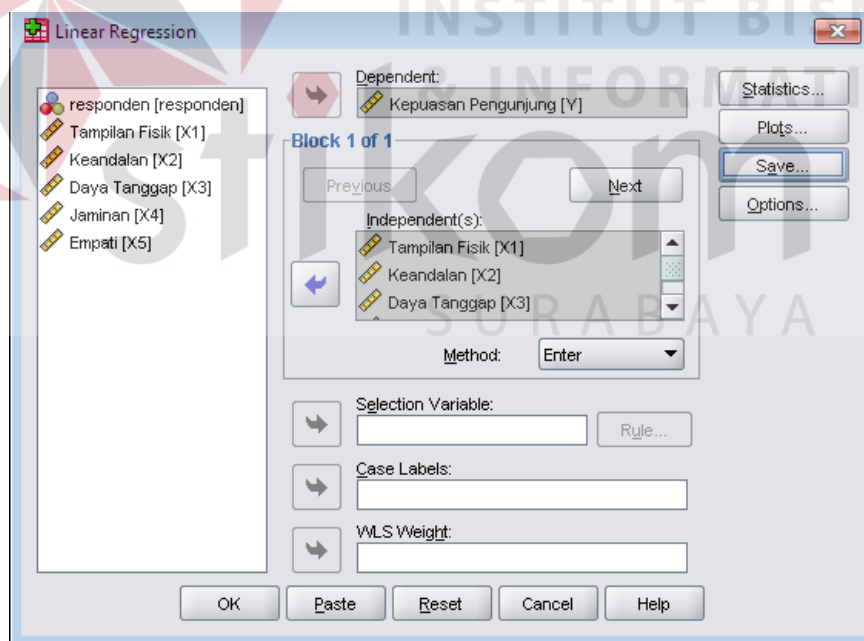 INSTITUT BISI
& INFORMATI
stikom
SURABAYA
Linear Regression
responden [responden]
Tampilan Fisik [X1]
Keandalan [X2]
Daya Tanggap [X3]
Jaminan [X4]
Empati [X5]
Dependent:
Kepuasan Pengunjung [Y]
Block 1 of 1
Previous
Next
Independent(s):
Tampilan Fisik [X1]
Keandalan [X2]
Daya Tanggap [X3]
Method:
Enter
Selection Variable:
Rule...
Case Labels:
WLS Weight:
Statistics...
Plots...
Save...
Options...
OK
Paste
Reset
Cancel
Help